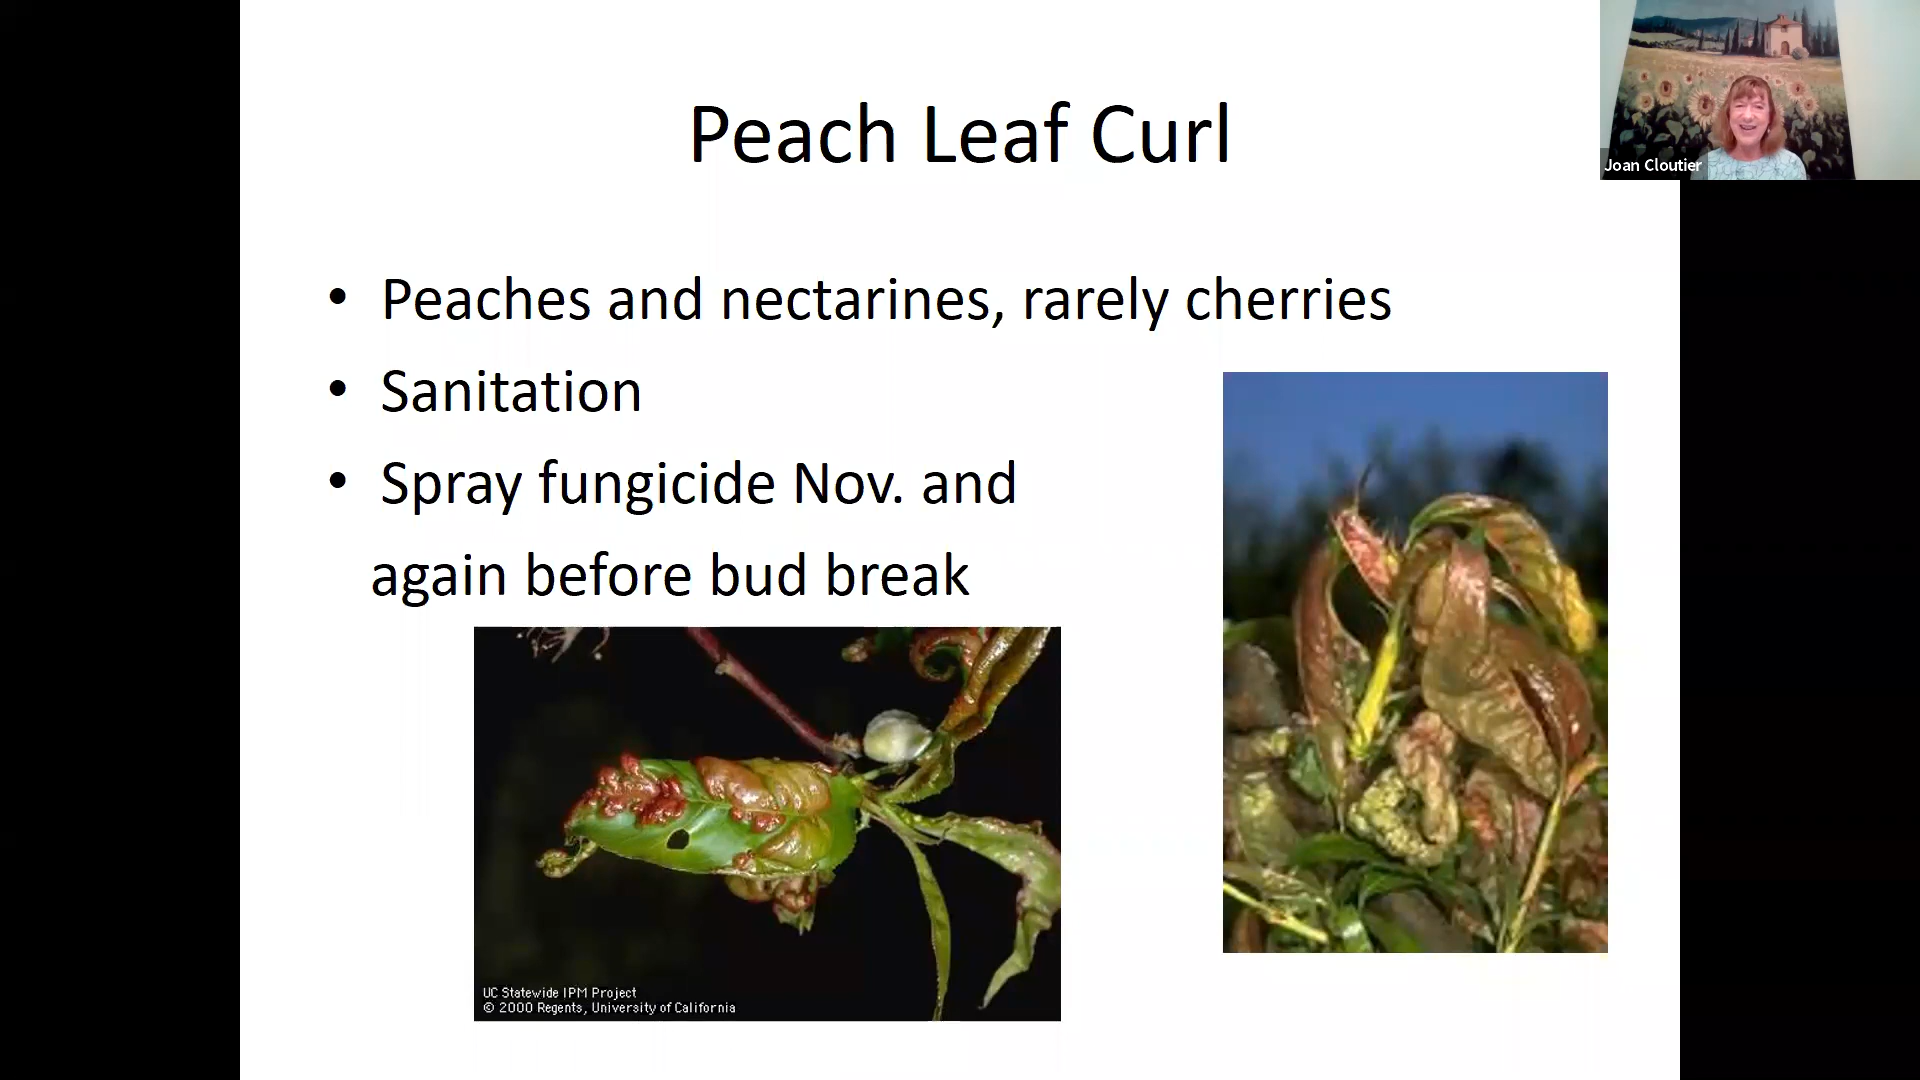 Peach Leaf Curl
Joan Cloutier
• Peaches and nectarines, rarely cherries
• Sanitation
• Spray fungicide Nov. and
again before bud break
UC Statewide IPM Project
© 2000 Regents, University of California